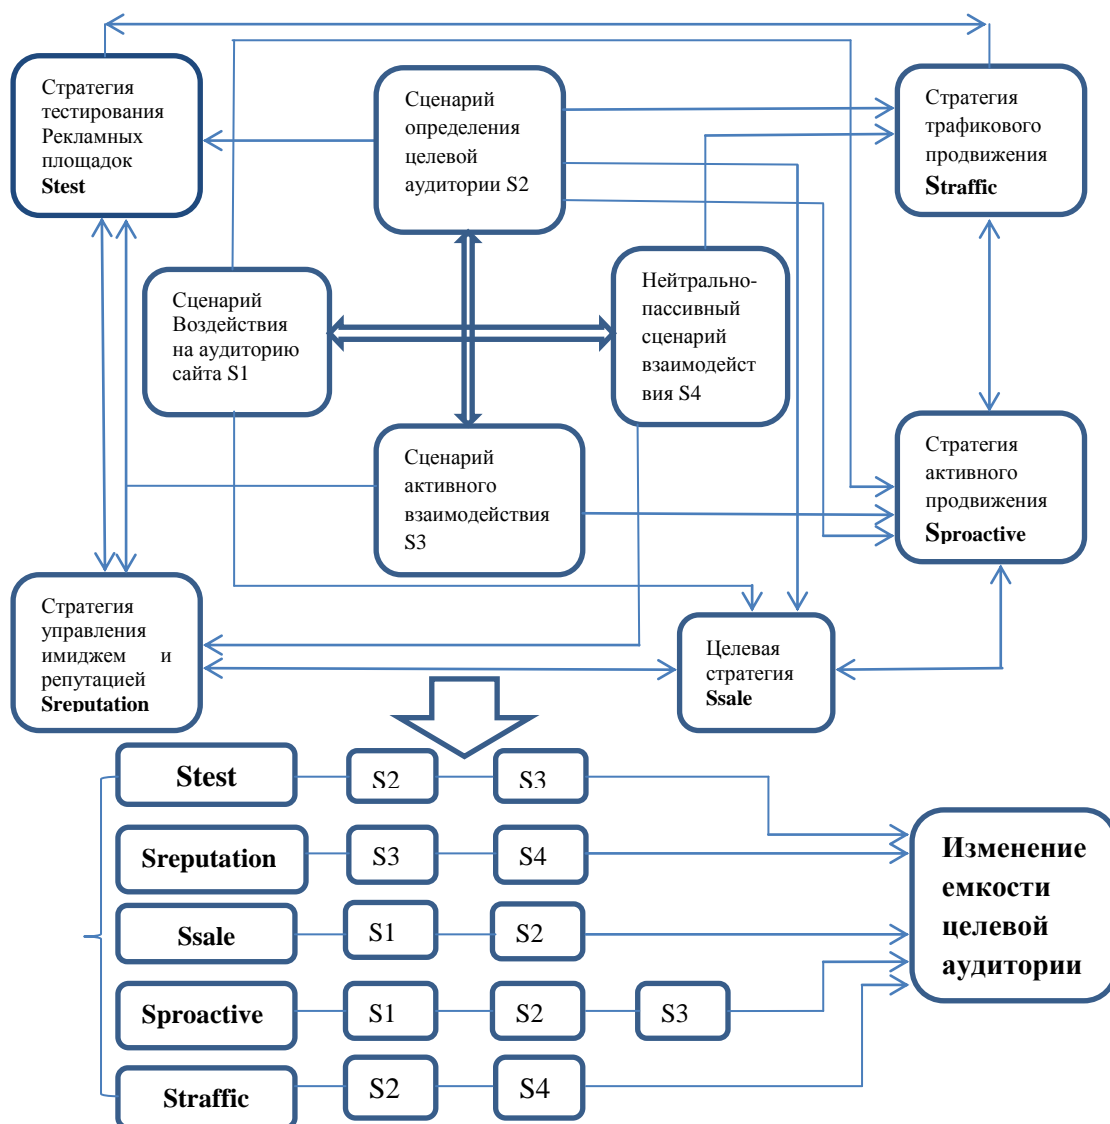 Стратегия
тестирования
Рекламных
площадок
Stest
Сценарий
определения
целевой
аудитории S2
Стратегия
трафикового
продвижения
Straffic
Сценарий
Воздействия
на аудиторию
сайта S1
Нейтрально-
пассивный
сценарий
взаимодейст
вия S4
Сценарий
активного
взаимодействия
S3
Стратегия
активного
продвижения
Sproactive
Стратегия
управления
имиджем и
репутацией
Sreputation
Целевая
стратегия
Ssale
Stest S2 S3
Sreputation S3 S4
Ssale S1 S2
Sproactive S1 S2 S3
Straffic S2 S4
Изменение
емкости
целевой
аудитории